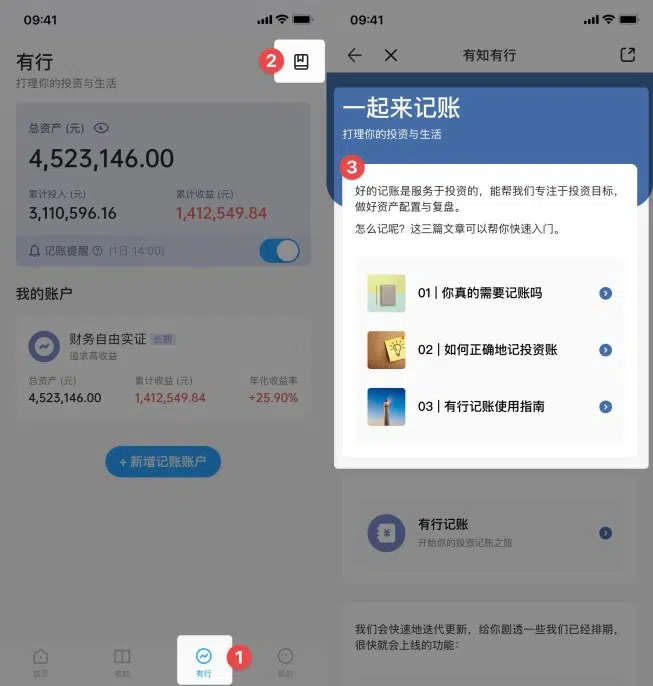 09:41
有行
打理你的投资与生活
2
总资产 (元)
4,523,146.00
累计投入 (元)
累计收益 (元)
3,110,596.16
1,412,549.84
记账提醒
(1日 14:00)
我的账户
财务自由实证
长期
追求高收益
总资产 (元)
累计收益 (元)
年化收益率
4,523,146.00
1,412,549.84
+25.90%
+ 新增记账账户
首页
有知
有行
1
我的
09:41
有知有行
一起来记账
打理你的投资与生活
3
好的记账是服务于投资的，能帮我们专注于投资目标，
做好资产配置与复盘。
怎么记呢？这三篇文章可以帮你快速入门。
01 | 你真的需要记账吗
02 | 如何正确地记投资账
03 | 有行记账使用指南
有行记账
开始你的投资记账之旅
我们会快速地迭代更新，给你剧透一些我们已经排期，
很快就会上线的功能：